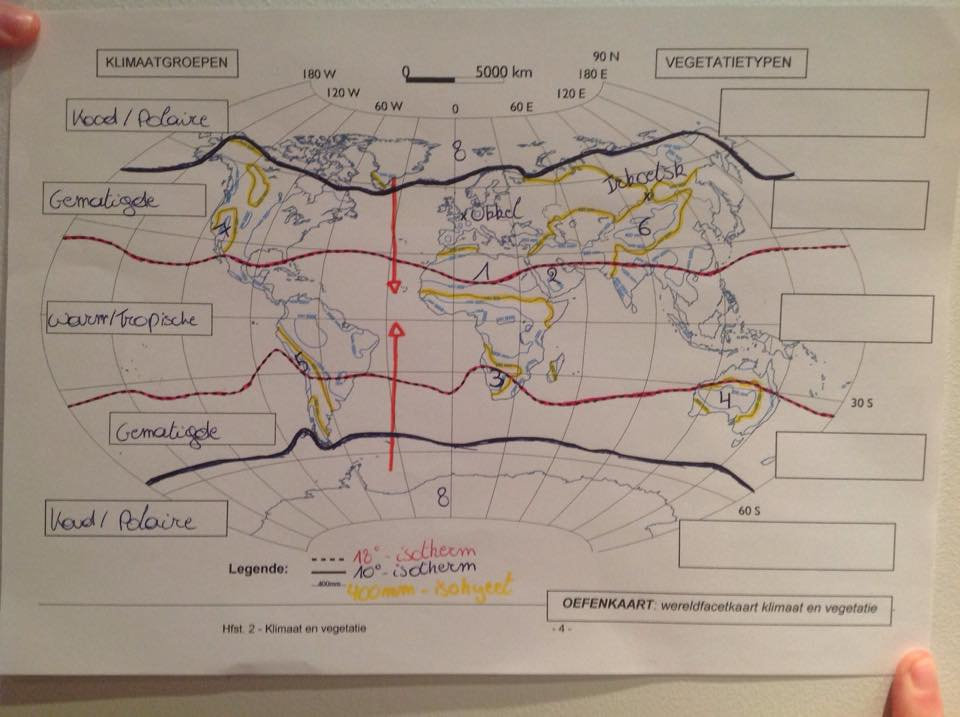 KLIMAATGROEPEN
0 5000 km
90 N
VEGETATIETYPEN
180 W
180 E
120 W
120 E
60 W
0
60 E
Koud / Polaire
8
Gematigde
Irkoetsk
x Ukkel
7
6
1
2
Warm/Tropische
5
3
4
30 S
Gematigde
8
60 S
Koud / Polaire
Legende:
18° - isotherm
10° - isotherm
400mm
400mm - isohyeet
OEFENKAART: wereldfacetkaart klimaat en vegetatie
Hfst. 2 - Klimaat en vegetatie
- 4 -